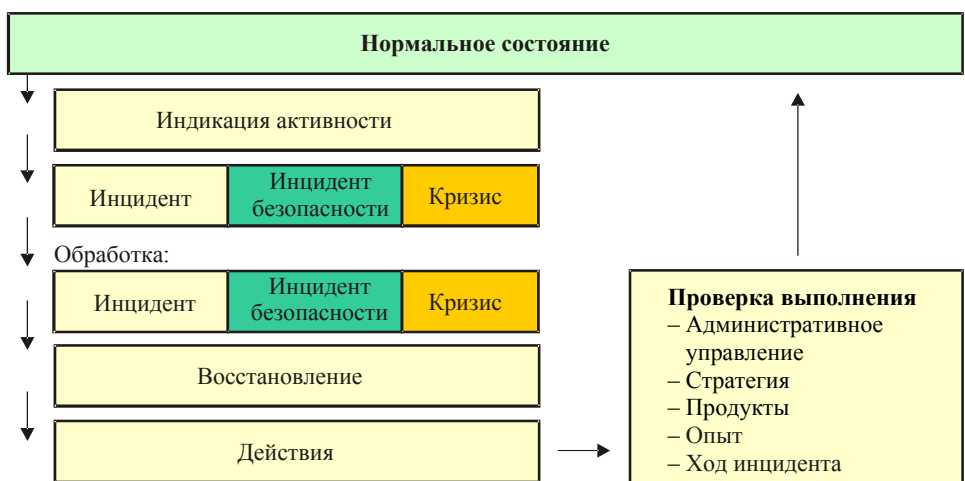 Нормальное состояние
Индикация активности
Инцидент
Инцидент
безопасности
Кризис
Обработка:
Инцидент
Инцидент
безопасности
Кризис
Восстановление
Действия
Проверка выполнения
– Административное
управление
– Стратегия
– Продукты
– Опыт
– Ход инцидента